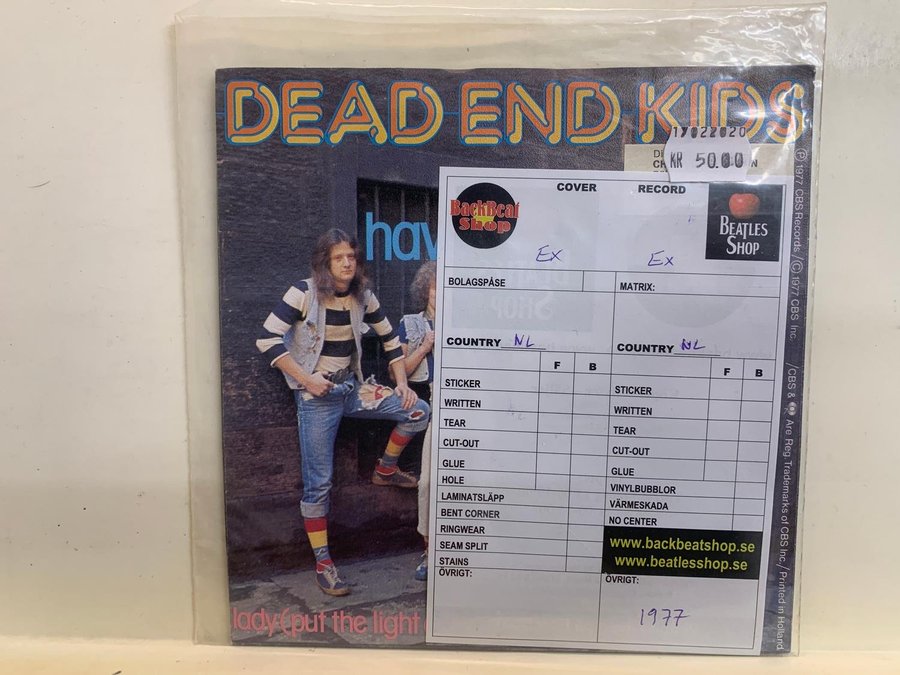 DEAD END KIDS
17022020
KR 50.00
hav
lady (put the light
BackBeat
Shop
COVER
RECORD
BEATLES
SHOP
Ex
Ex
BOLAGSPÅSE
MATRIX:
COUNTRY NL
COUNTRY NL
F B
F B
STICKER
WRITTEN
TEAR
CUT-OUT
GLUE
HOLE
LAMINATSLÄPP
BENT CORNER
RINGWEAR
SEAM SPLIT
STAINS
ÖVRIGT:
STICKER
WRITTEN
TEAR
CUT-OUT
GLUE
VINYLBUBBLOR
VÄRMESKADA
NO CENTER
www.backbeatshop.se
www.beatlesshop.se
ÖVRIGT:
1977
Ⓟ 1977 CBS Records / Ⓒ 1977 CBS Inc. / CBS & Are Reg. Trademarks of CBS Inc. / Printed in Holland